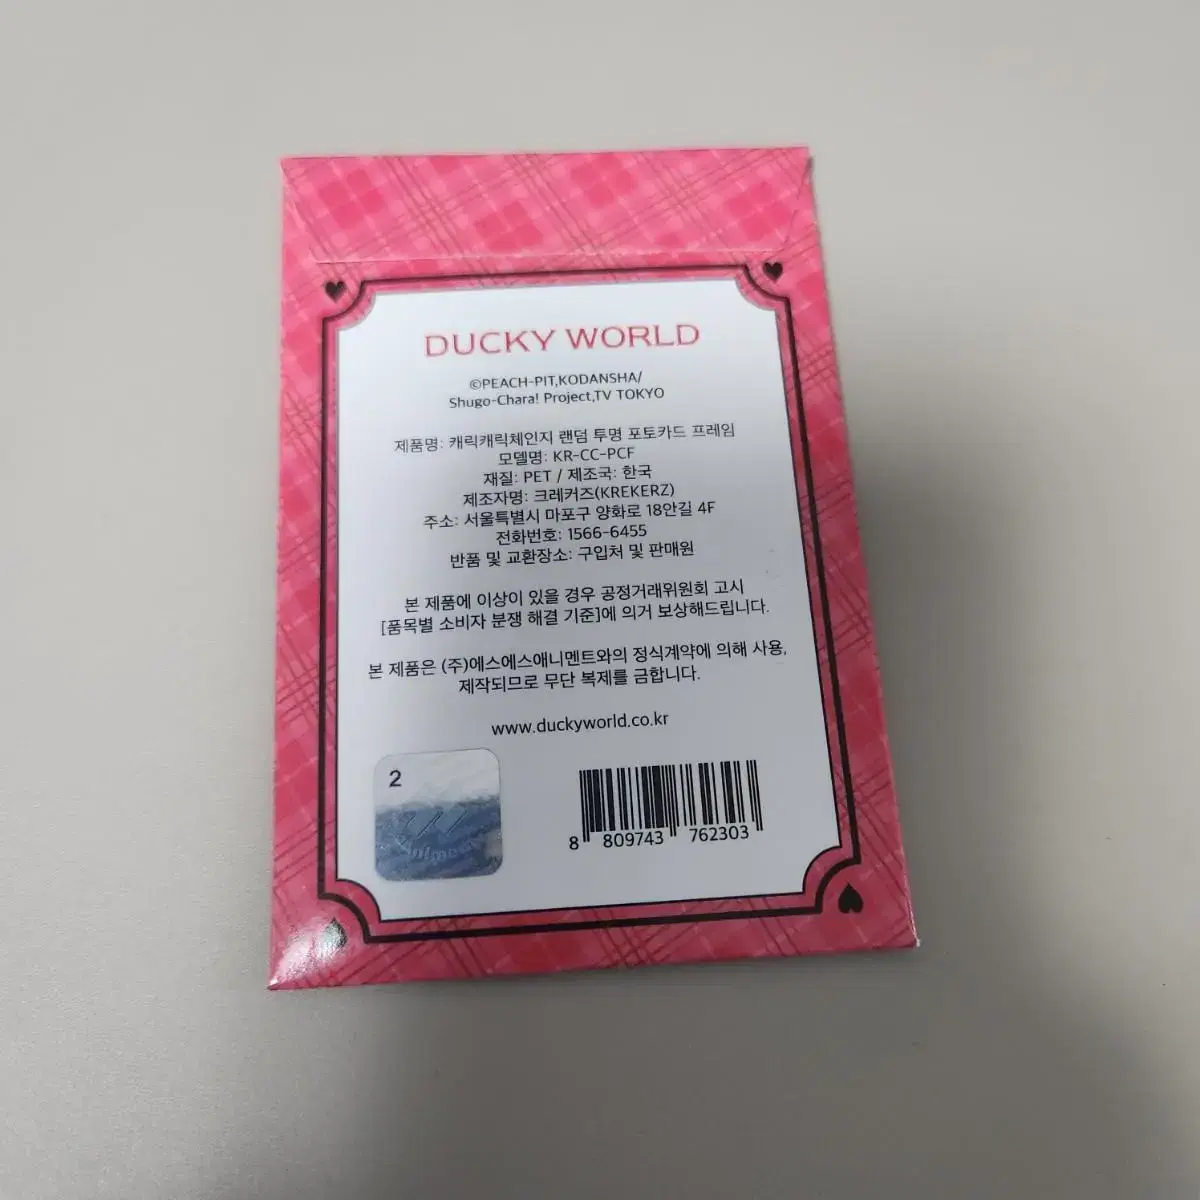 DUCKY WORLD
©PEACH-PIT,KODANSHA/
Shugo-Chara! Project,TV TOKYO
제품명: 캐릭캐릭체인지 랜덤 투명 포토카드 프레임
모델명: KR-CC-PCF
재질: PET / 제조국: 한국
제조자명: 크레커즈(KREKERZ)
주소: 서울특별시 마포구 양화로 18안길 4F
전화번호: 1566-6455
반품 및 교환장소: 구입처 및 판매원
본 제품에 이상이 있을 경우 공정거래위원회 고시
[품목별 소비자 분쟁 해결 기준]에 의거 보상해드립니다.
본 제품은 (주)에스에스애니멘트와의 정식계약에 의해 사용,
제작되므로 무단 복제를 금합니다.
www.duckyworld.co.kr
2
8 809743 762303